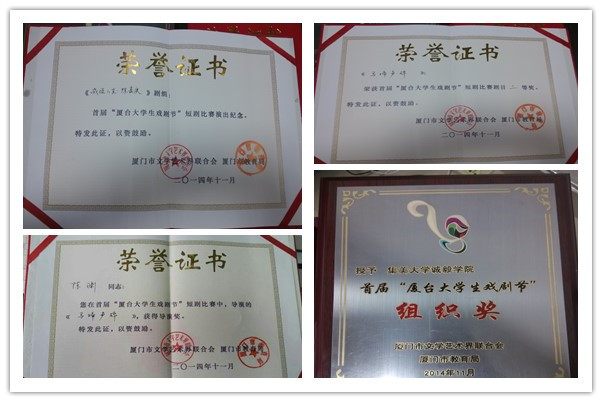 荣誉证书
剧组:
首届“厦台大学生戏剧节”短剧比赛演出纪念。
特发此证,以资鼓励。
厦门市文学艺术界联合会 厦门市教育局
二〇一四年十一月
荣誉证书
荣获首届“厦台大学生戏剧节”短剧比赛剧目 二 等奖。
特发此证,以资鼓励。
厦门市文学艺术界联合会 厦门市教育局
二〇一四年十一月
荣誉证书
同志:
您在首届“厦台大学生戏剧节”短剧比赛中,导演的
》,获得导演奖。
特发此证,以资鼓励。
厦门市文学艺术界联合会 厦门市教育局
二〇一四年十一月
授予 集美大学诚毅学院
首届“厦台大学生戏剧节”
组织奖
厦门市文学艺术界联合会
厦门市教育局
2014年11月